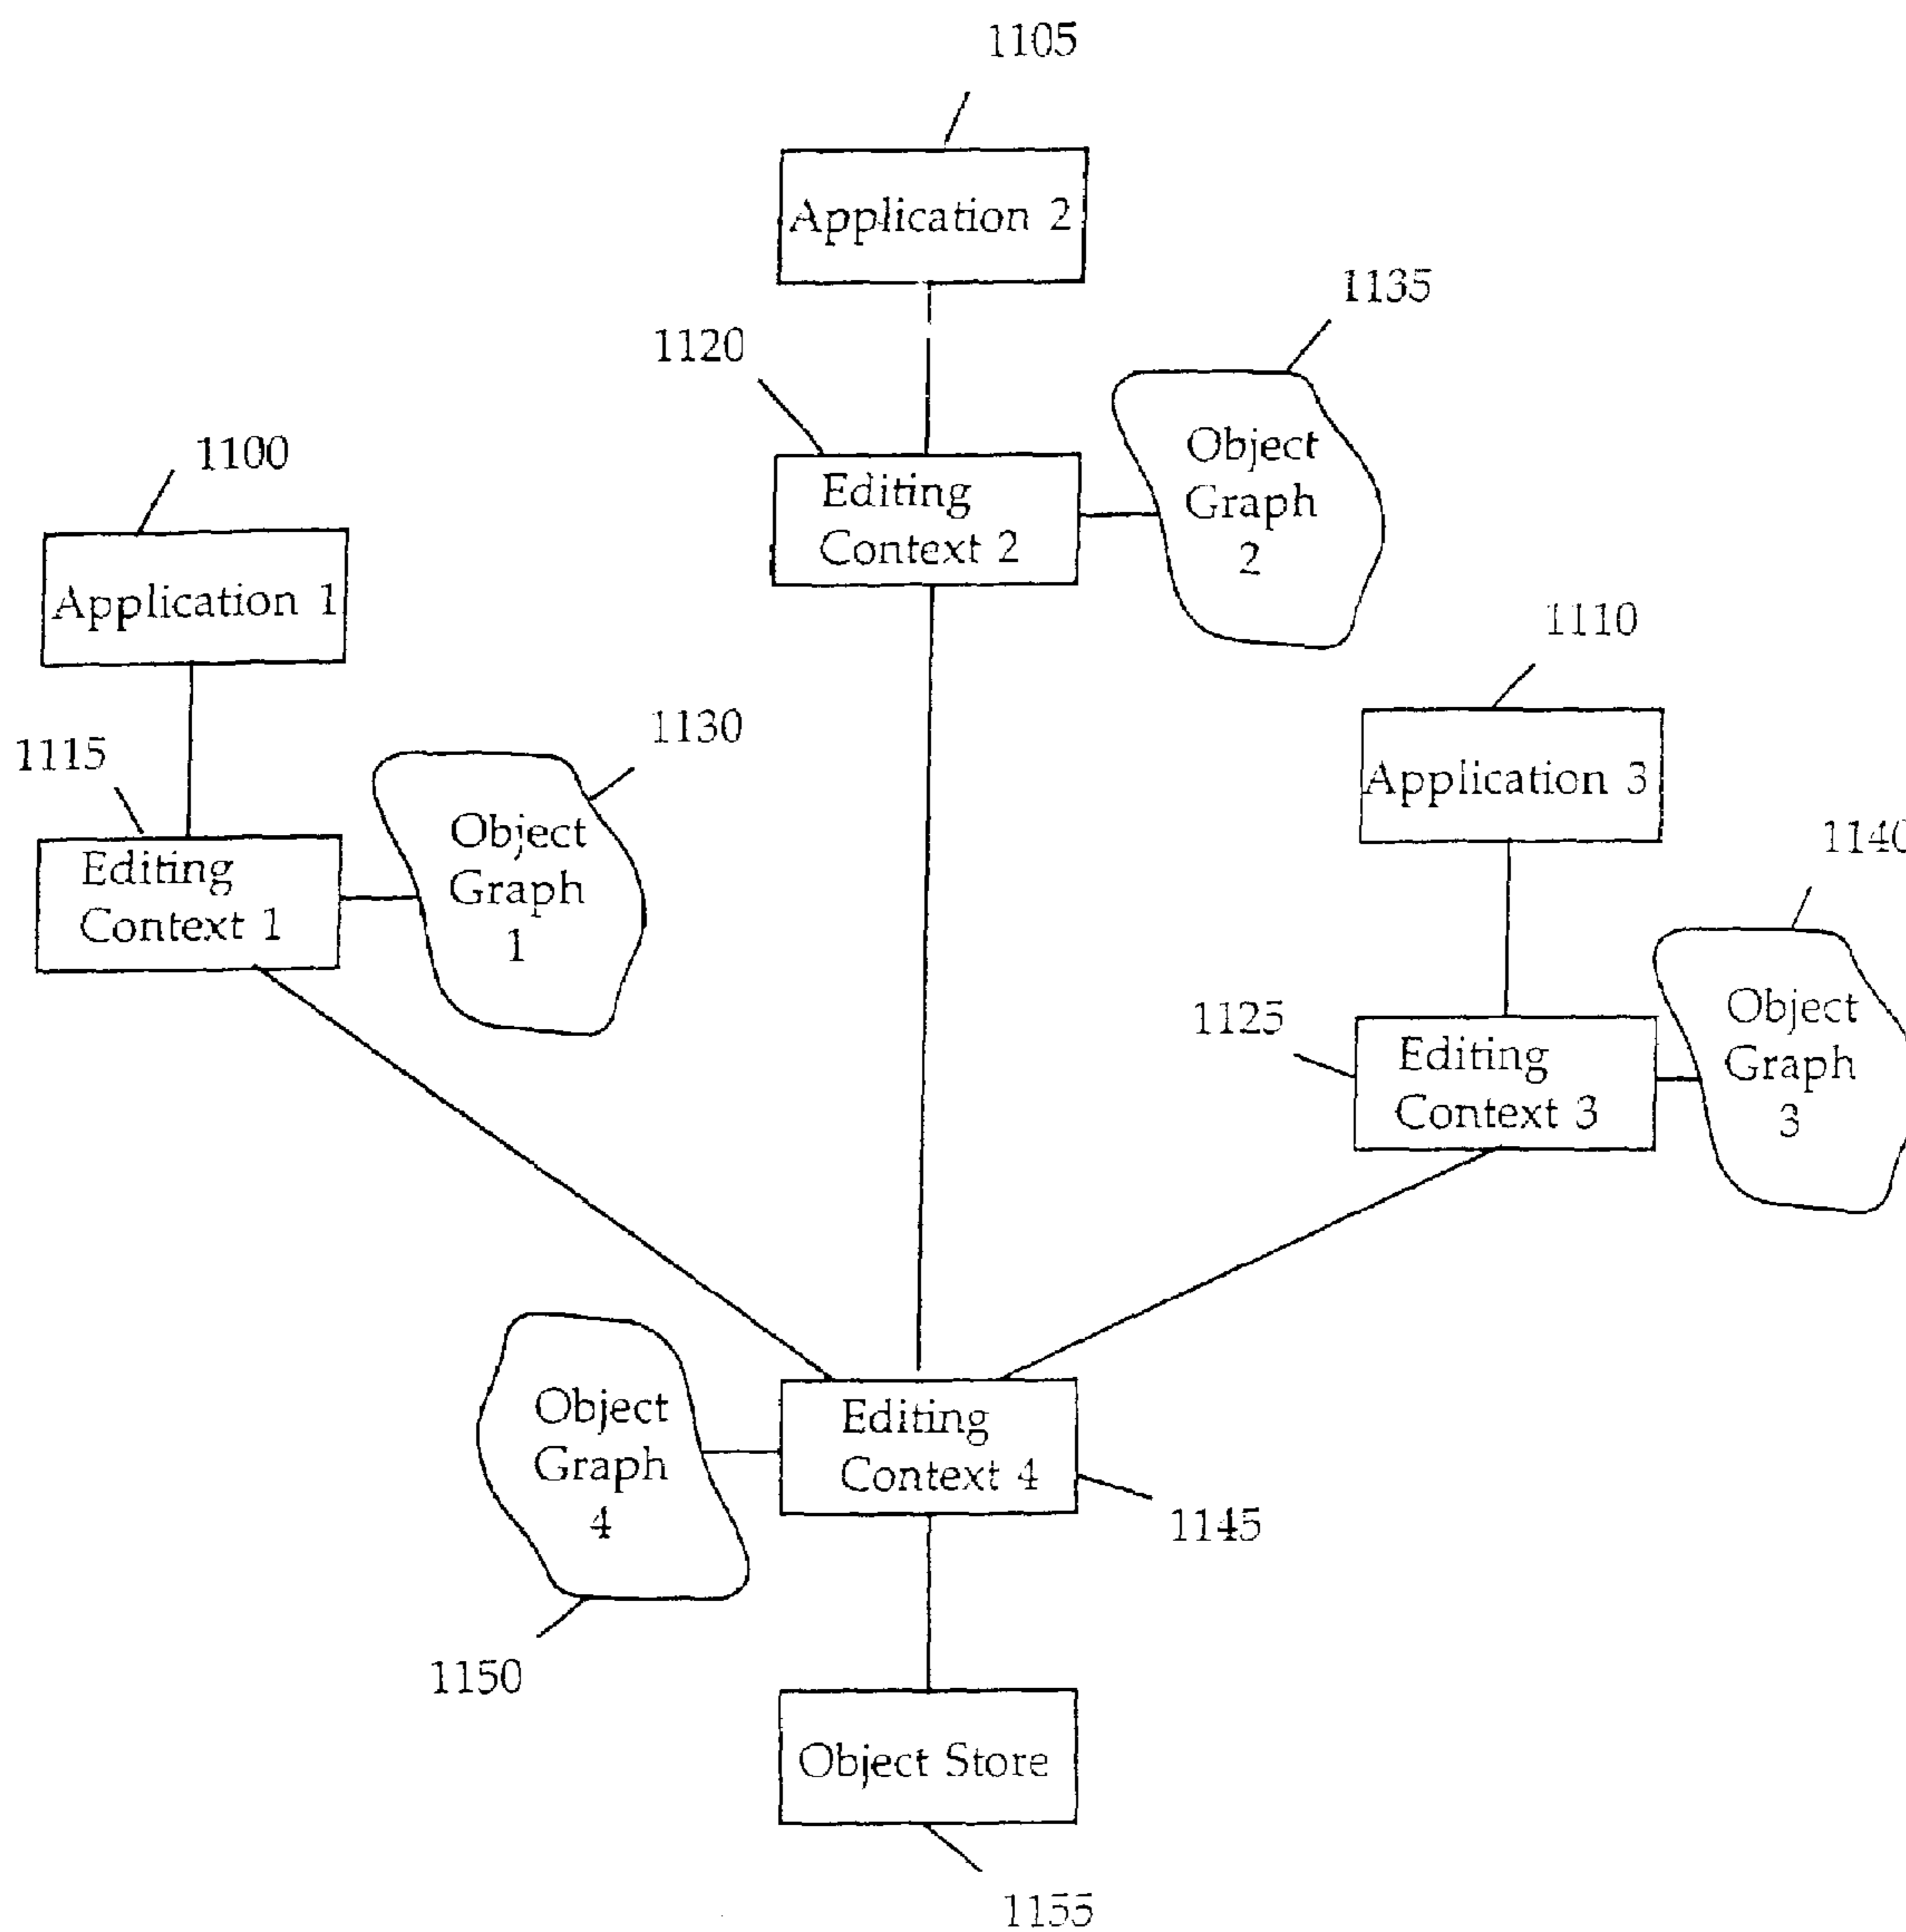 1105
Application 2
1135
1120
Object
Graph
2
Editing
Context 2
1100
Application 1
1110
1130
1115
Application 3
Object
Graph
1
1140
Editing
Context 1
Object
Graph
3
1125
Editing
Context 3
Object
Graph
4
Editing
Context 4
1145
1150
Object Store
1155